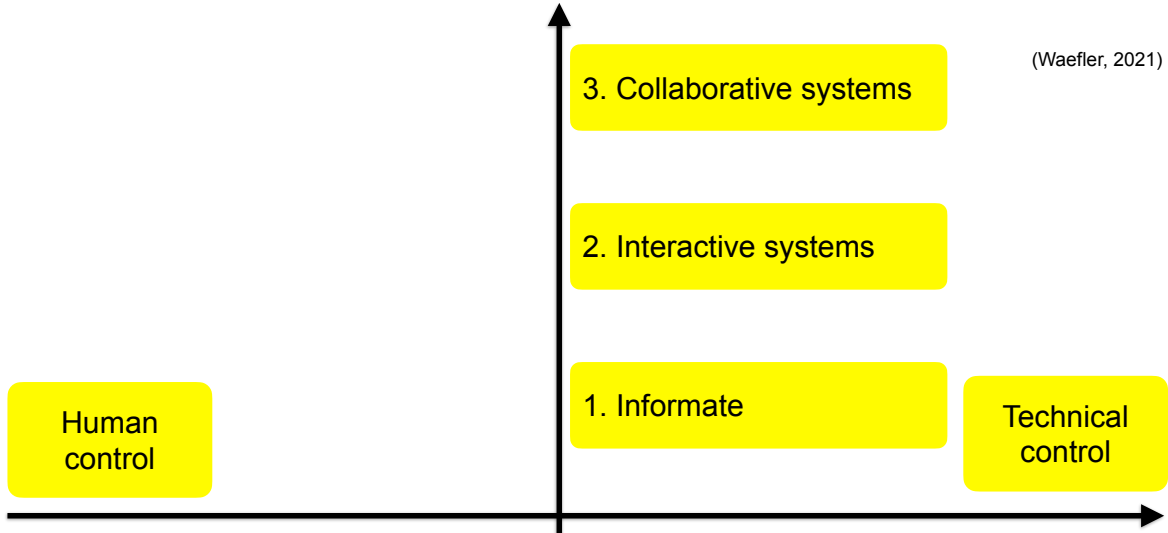 (Waefler, 2021)
3. Collaborative systems
2. Interactive systems
1. Informate
Human
control
Technical
control